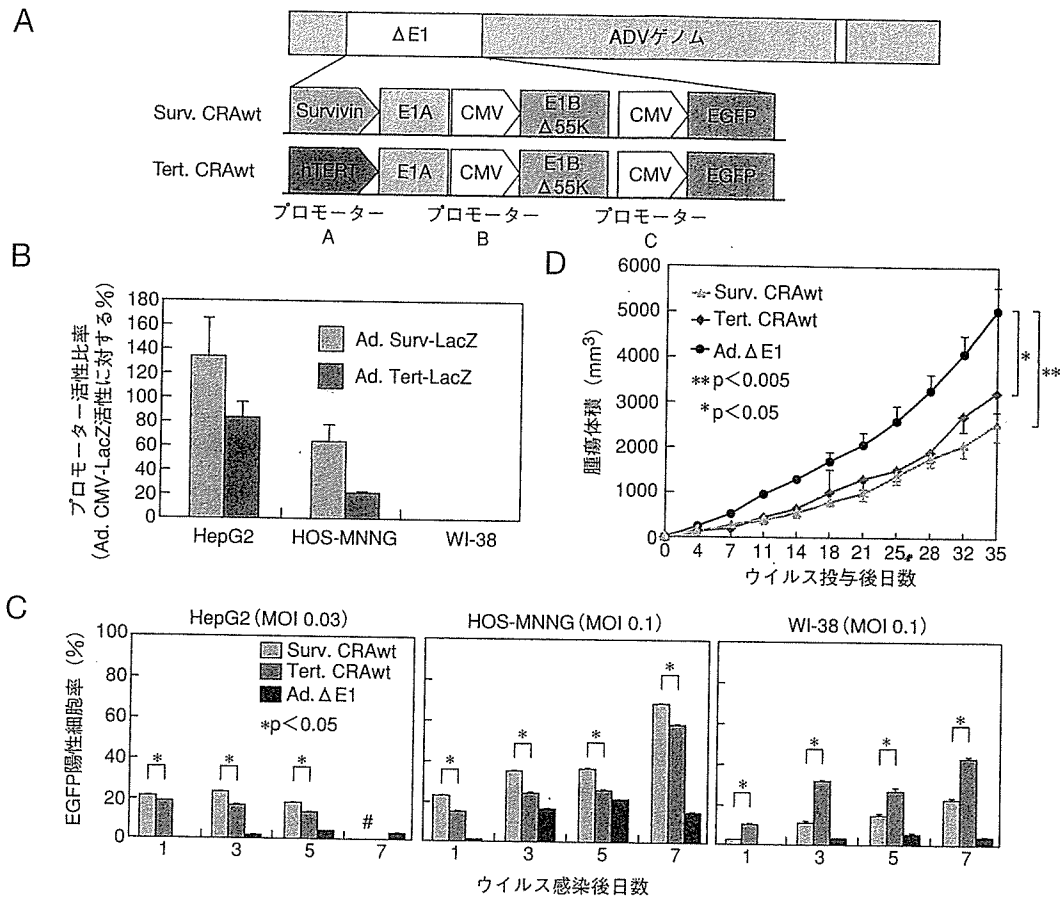 A
ΔE1
ADVゲノム
Surv. CRAwt
Survivin
E1A
CMV
E1B
Δ55K
CMV
EGFP
Tert. CRAwt
hTERT
E1A
CMV
E1B
Δ55K
CMV
EGFP
プロモーター
A
プロモーター
B
プロモーター
C
B
プロモーター活性比率
(Ad. CMV-LacZ活性に対する%)
180
160
140
120
100
80
60
40
20
0
Ad. Surv-LacZ
Ad. Tert-LacZ
HepG2
HOS-MNNG
WI-38
D
腫瘍体積 (mm³)
6000
5000
4000
3000
2000
1000
0
Surv. CRAwt
Tert. CRAwt
Ad. ΔE1
**p<0.005
*p<0.05
*
**
0 4 7 11 14 18 21 25 28 32 35
ウイルス投与後日数
C
EGFP陽性細胞率 (%)
HepG2(MOI 0.03)
100
80
60
40
20
0
Surv. CRAwt
Tert. CRAwt
Ad. ΔE1
*p<0.05
* * * #
1 3 5 7
HOS-MNNG(MOI 0.1)
* * * *
1 3 5 7
WI-38(MOI 0.1)
* * * *
1 3 5 7
ウイルス感染後日数